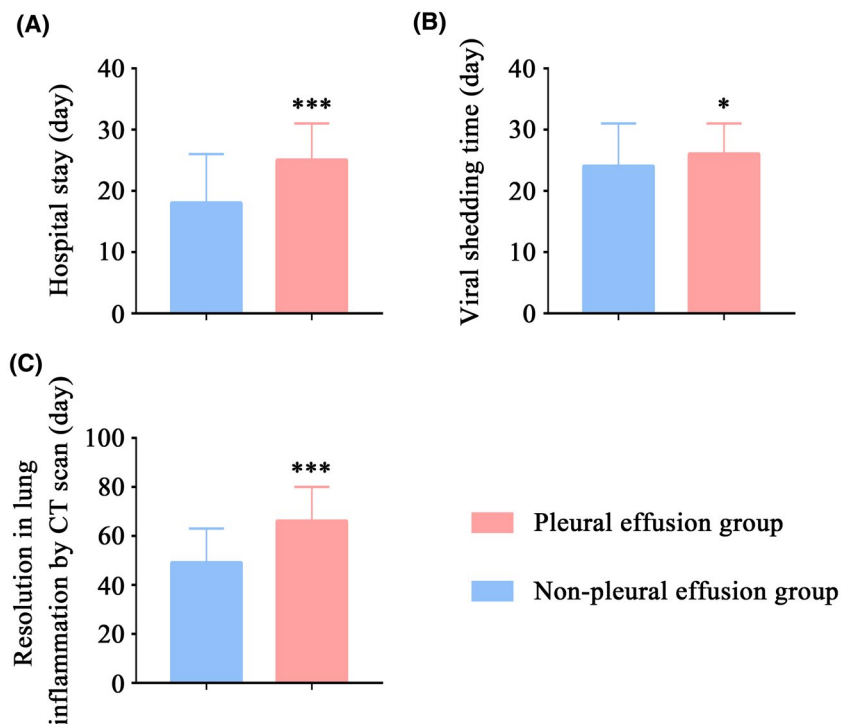 (A)
Hospital stay (day)
40
30
20
10
0
***
(B)
Viral shedding time (day)
40
30
20
10
0
*
(C)
Resolution in lung
inflammation by CT scan (day)
100
80
60
40
20
0
***
Pleural effusion group
Non-pleural effusion group